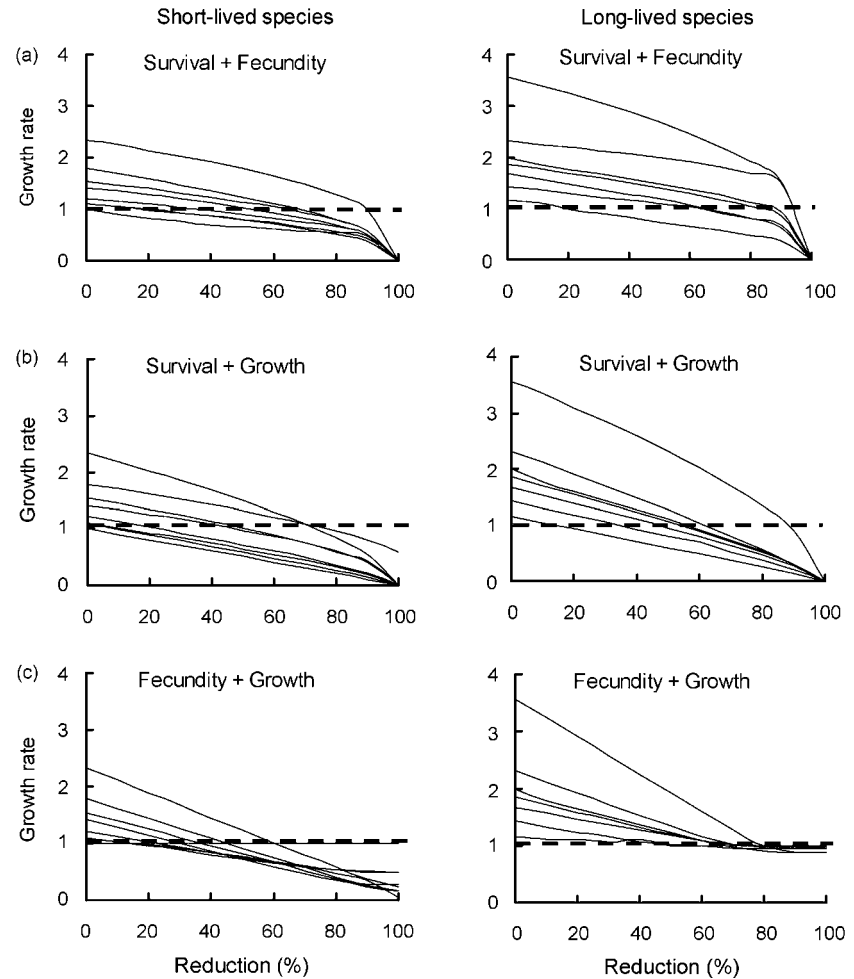 Short-lived species Long-lived species
(a) Survival + Fecundity Survival + Fecundity
4 3 2 1 0
Growth rate
0 20 40 60 80 100
4 3 2 1 0
0 20 40 60 80 100
(b) Survival + Growth Survival + Growth
4 3 2 1 0
Growth rate
0 20 40 60 80 100
4 3 2 1 0
0 20 40 60 80 100
(c) Fecundity + Growth Fecundity + Growth
4 3 2 1 0
Growth rate
0 20 40 60 80 100
4 3 2 1 0
0 20 40 60 80 100
Reduction (%) Reduction (%)